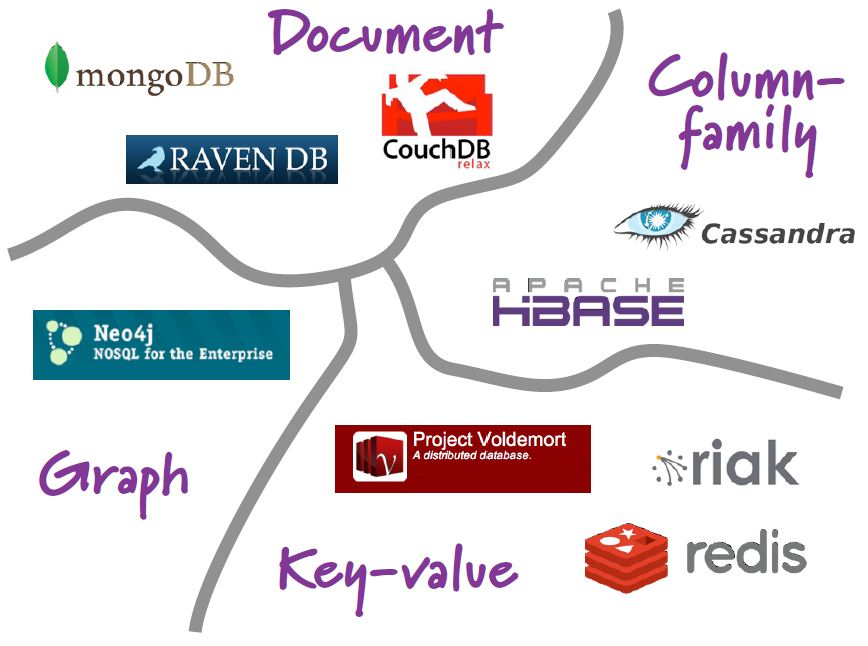 Document
mongoDB
CouchDB
relax
RAVEN DB
Column-
family
Cassandra
APACHE
HBASE
Neo4j
NOSQL for the Enterprise
Graph
Project Voldemort
A distributed database.
V
riak
redis
Key-value